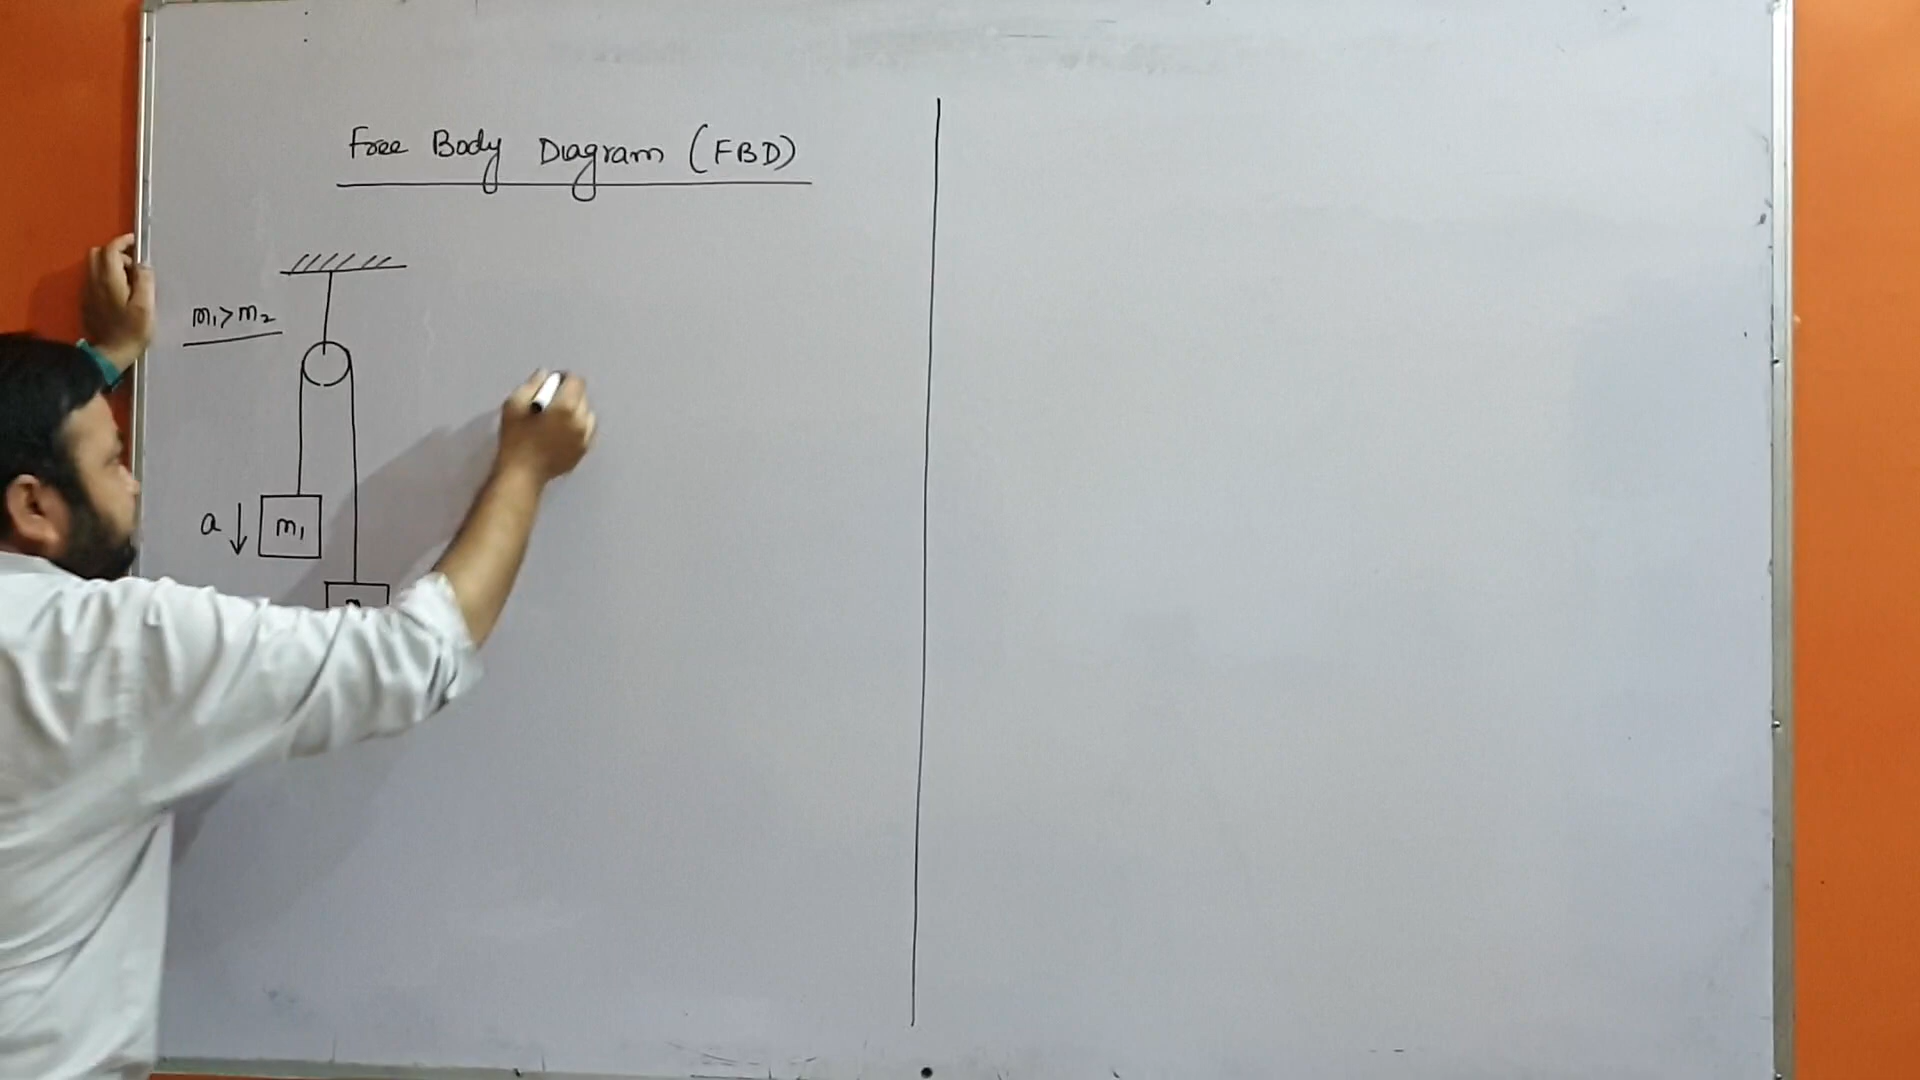 Free Body Diagram (FBD)
m₁>m₂
a
m₁